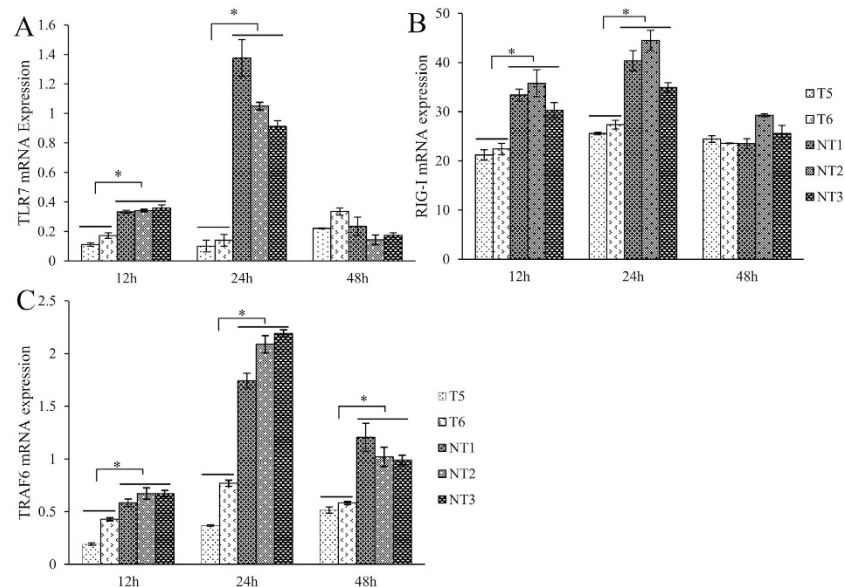 A
TLR7 mRNA Expression
1.6
1.4
1.2
1
0.8
0.6
0.4
0.2
0
*
*
12h
24h
48h
B
RIG-I mRNA expression
50
40
30
20
10
0
*
*
12h
24h
48h
T5
T6
NT1
NT2
NT3
C
TRAF6 mRNA expression
2.5
2
1.5
1
0.5
0
*
*
*
12h
24h
48h
T5
T6
NT1
NT2
NT3